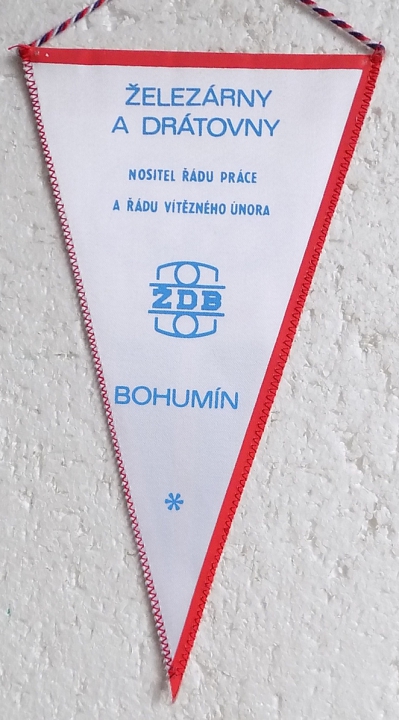 ŽELEZÁRNY
A DRÁTOVNY
NOSITEL ŘÁDU PRÁCE
A ŘÁDU VÍTĚZNÉHO ÚNORA
ŽDB
BOHUMÍN
*